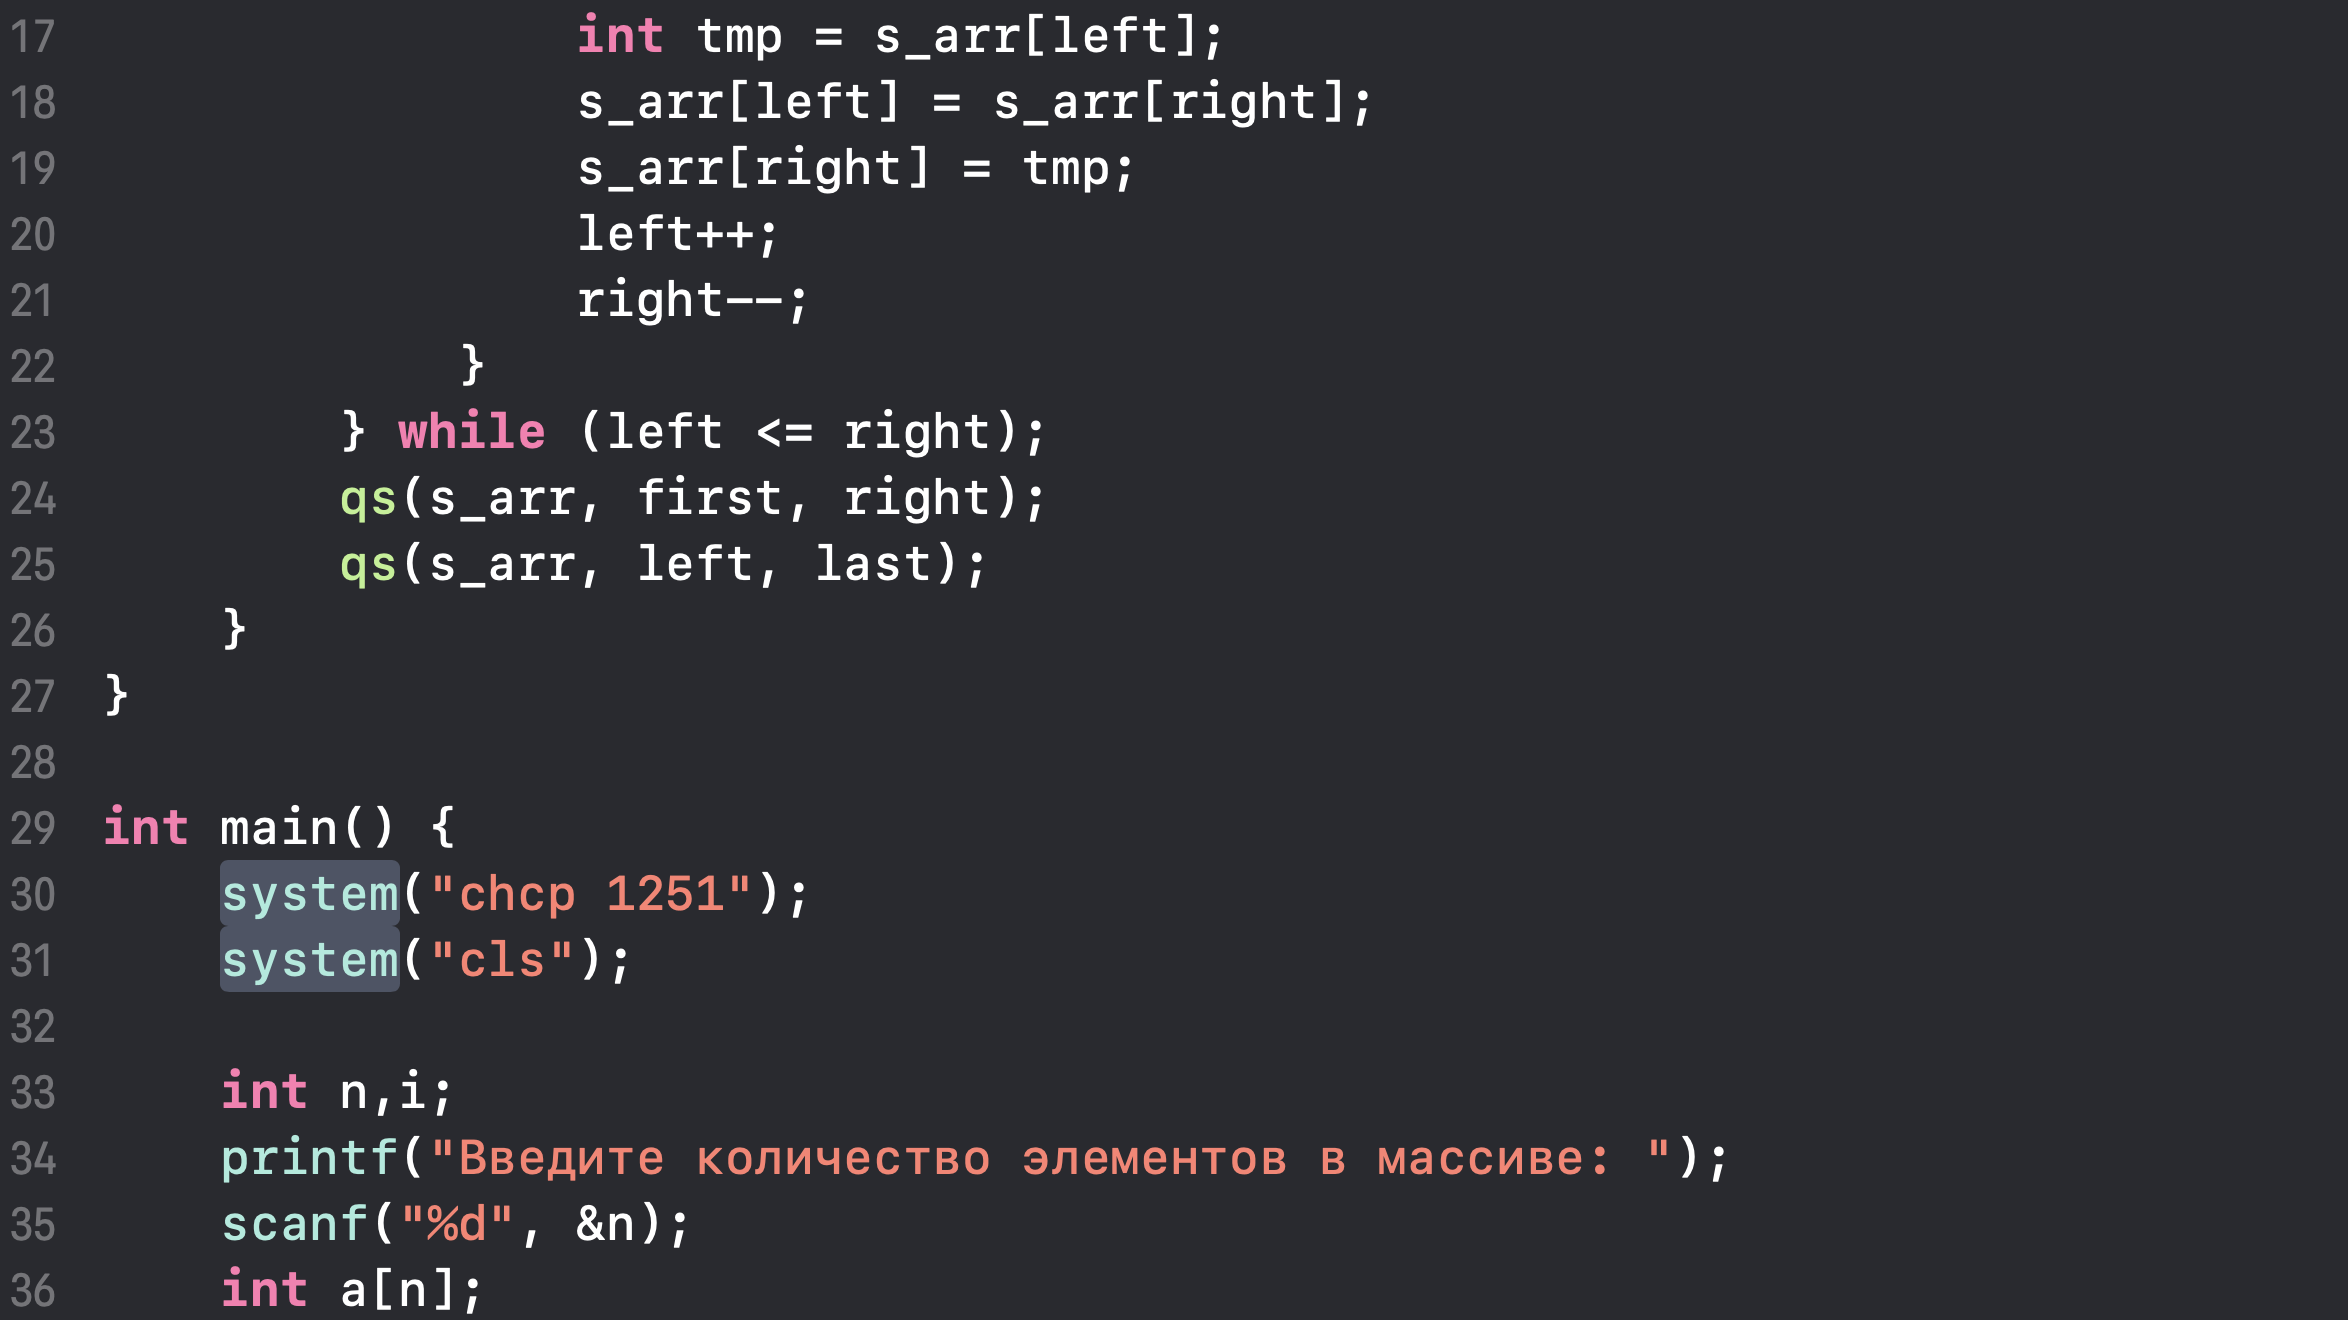 17 int tmp = s_arr[left];
18 s_arr[left] = s_arr[right];
19 s_arr[right] = tmp;
20 left++;
21 right--;
22 }
23 } while (left <= right);
24 qs(s_arr, first, right);
25 qs(s_arr, left, last);
26 }
27 }
28
29 int main() {
30 system("chcp 1251");
31 system("cls");
32
33 int n,i;
34 printf("Введите количество элементов в массиве: ");
35 scanf("%d", &n);
36 int a[n];